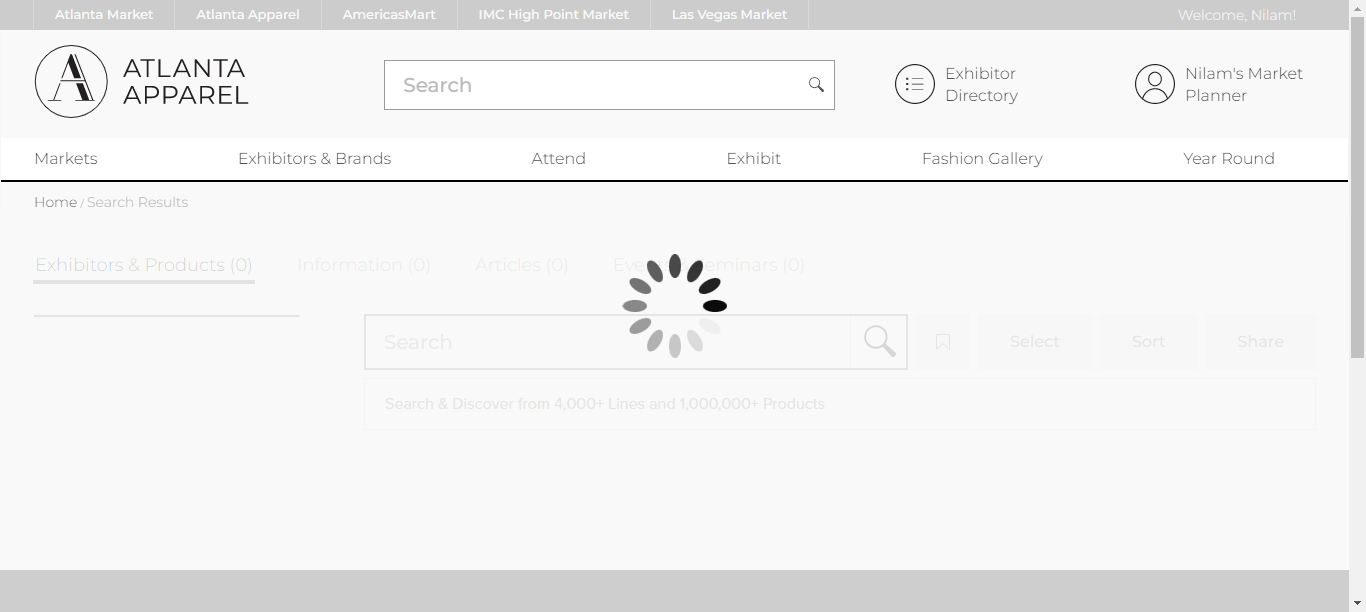 Atlanta Market
Atlanta Apparel
AmericasMart
IMC High Point Market
Las Vegas Market
Welcome, Nilam!
ATLANTA
APPAREL
Search
Exhibitor
Directory
Nilam's Market
Planner
Markets
Exhibitors & Brands
Attend
Exhibit
Fashion Gallery
Year Round
Home / Search Results
Exhibitors & Products (0)
Information (0)
Articles (0)
Seminars (0)
Search
Select
Sort
Share
Search & Discover from 4,000+ Lines and 1,000,000+ Products